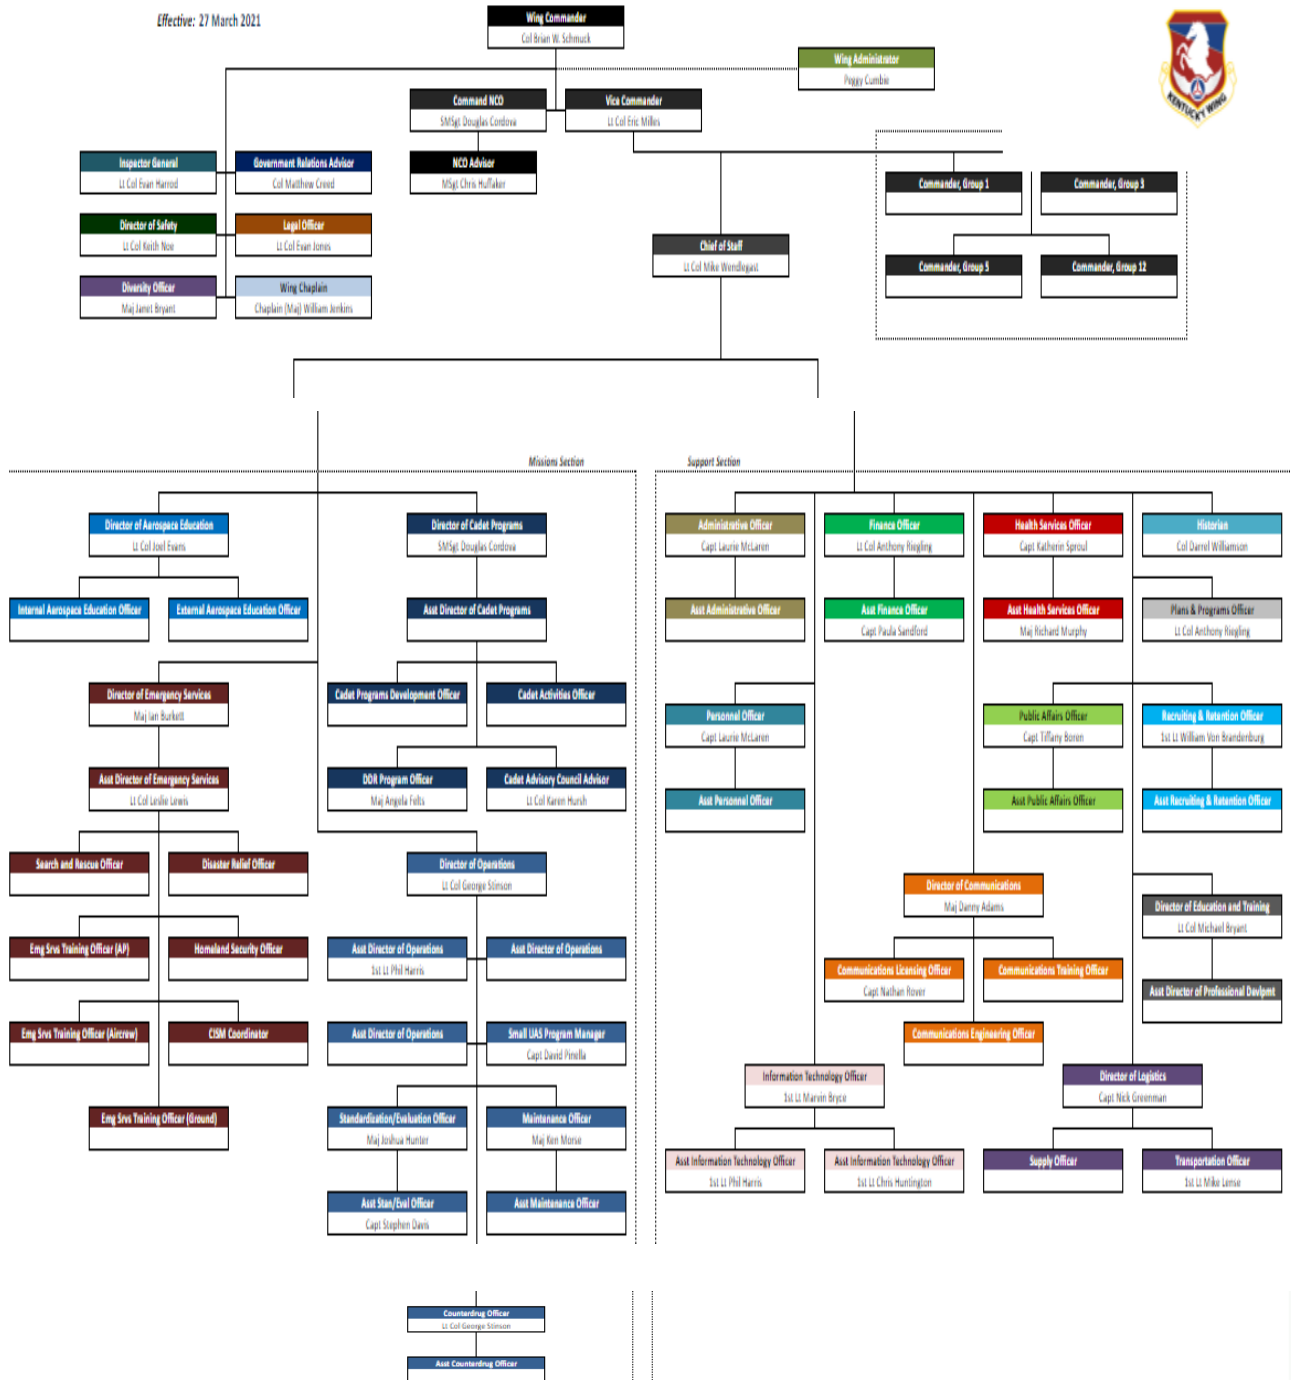 Effective: 27 March 2021
Wing Commander
Col Brian W. Schmuck
Wing Administrator
Peggy Cumbie
KENTUCKY WING
Command NCO
SMSgt Douglas Cordova
Vice Commander
Lt Col Eric Milles
Inspector General
Lt Col Evan Harrod
Government Relations Advisor
Col Matthew Creed
NCO Advisor
MSgt Chris Huffaker
Commander, Group 1
Commander, Group 3
Director of Safety
Lt Col Keith Noe
Legal Officer
Lt Col Evan Jones
Chief of Staff
Lt Col Mike Wendlegast
Commander, Group 5
Commander, Group 12
Diversity Officer
Maj Janet Bryant
Wing Chaplain
Chaplain (Maj) William Jenkins
Missions Section
Support Section
Director of Aerospace Education
Lt Col Joel Evans
Director of Cadet Programs
SMSgt Douglas Cordova
Administrative Officer
Capt Laurie McLaren
Finance Officer
Lt Col Anthony Riegling
Health Services Officer
Capt Katherin Sproul
Historian
Col Darrel Williamson
Internal Aerospace Education Officer
External Aerospace Education Officer
Asst Director of Cadet Programs
Asst Administrative Officer
Asst Finance Officer
Capt Paula Sandford
Asst Health Services Officer
Maj Richard Murphy
Plans & Programs Officer
Lt Col Anthony Riegling
Director of Emergency Services
Maj Ian Burkett
Cadet Programs Development Officer
Cadet Activities Officer
Personnel Officer
Capt Laurie McLaren
Public Affairs Officer
Capt Tiffany Boren
Recruiting & Retention Officer
1st Lt William Von Brandenburg
Asst Director of Emergency Services
Lt Col Leslie Lewis
DDR Program Officer
Maj Angela Felts
Cadet Advisory Council Advisor
Lt Col Karen Hursh
Asst Personnel Officer
Asst Public Affairs Officer
Asst Recruiting & Retention Officer
Search and Rescue Officer
Disaster Relief Officer
Director of Operations
Lt Col George Stinson
Director of Communications
Maj Danny Adams
Director of Education and Training
Lt Col Michael Bryant
Emg Srvs Training Officer (AP)
Homeland Security Officer
Asst Director of Operations
1st Lt Phil Harris
Asst Director of Operations
Communications Licensing Officer
Capt Nathan Rover
Communications Training Officer
Asst Director of Professional Devlpmt
Emg Srvs Training Officer (Aircrew)
CISM Coordinator
Asst Director of Operations
Small UAS Program Manager
Capt David Pinella
Communications Engineering Officer
Information Technology Officer
1st Lt Marvin Bryce
Director of Logistics
Capt Nick Greenman
Emg Srvs Training Officer (Ground)
Standardization/Evaluation Officer
Maj Joshua Hunter
Maintenance Officer
Maj Ken Morse
Asst Information Technology Officer
1st Lt Phil Harris
Asst Information Technology Officer
1st Lt Chris Huntington
Supply Officer
Transportation Officer
1st Lt Mike Lense
Asst Stan/Eval Officer
Capt Stephen Davis
Asst Maintenance Officer
Counterdrug Officer
Lt Col George Stinson
Asst Counterdrug Officer